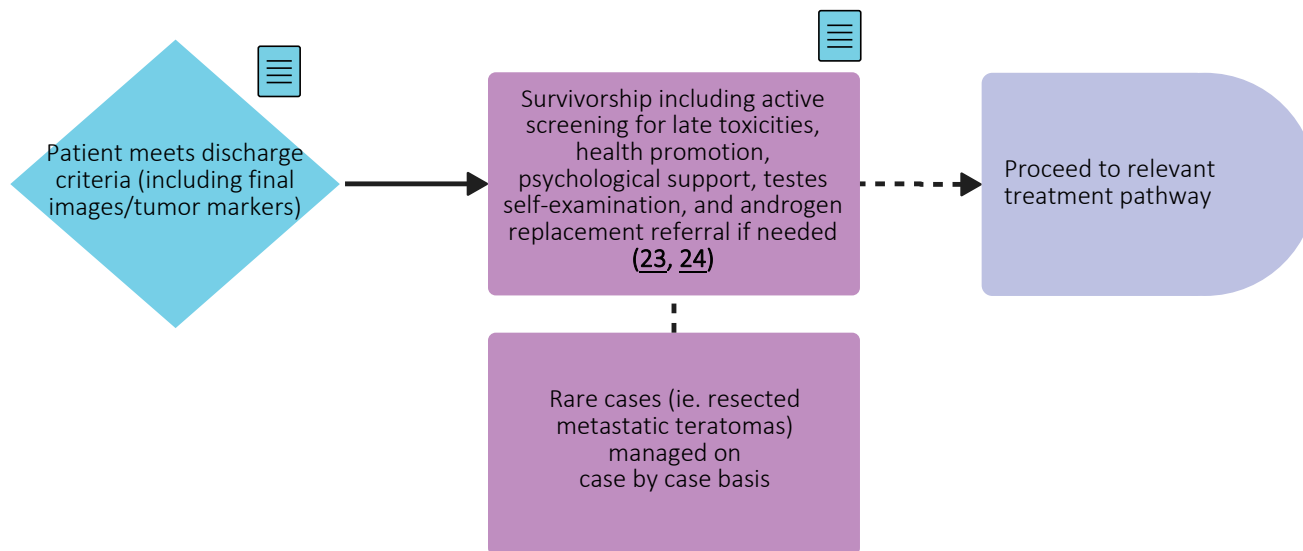 Patient meets discharge
criteria (including final
images/tumor markers)
Survivorship including active
screening for late toxicities,
health promotion,
psychological support, testes
self-examination, and androgen
replacement referral if needed
(23, 24)
Proceed to relevant
treatment pathway
Rare cases (ie. resected
metastatic teratomas)
managed on
case by case basis